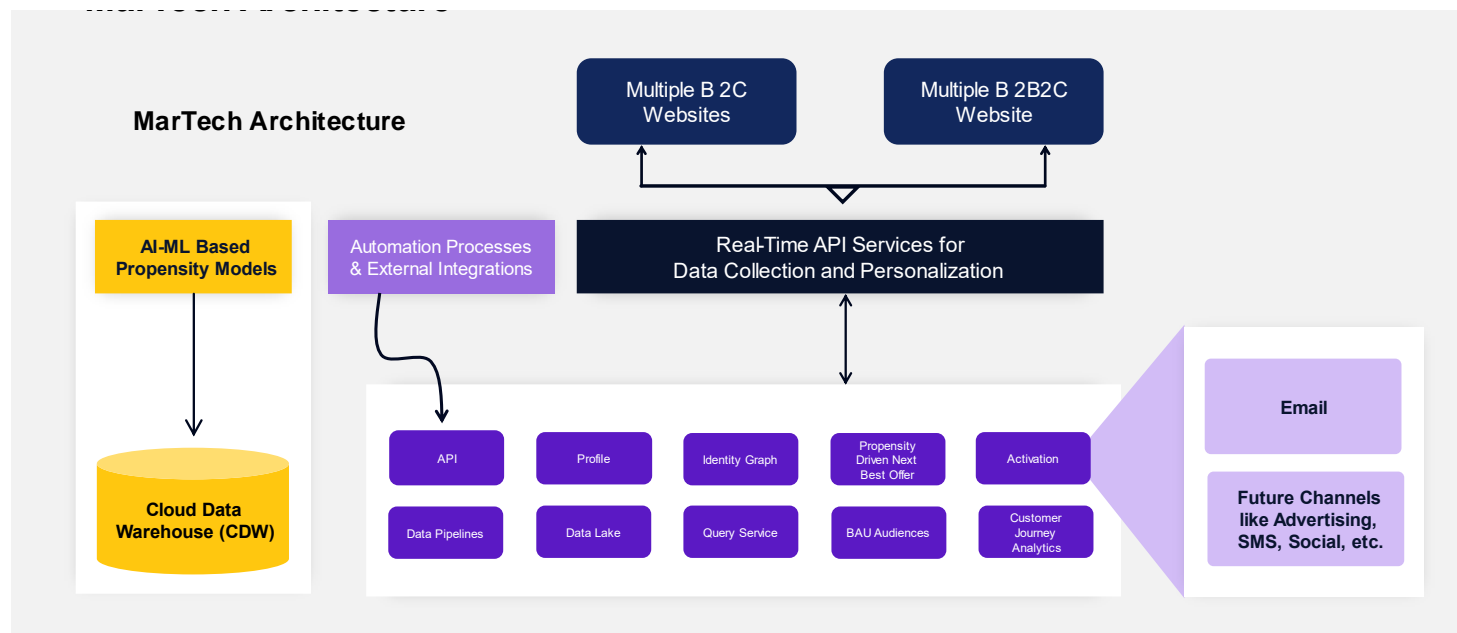 MarTech Architecture
MarTech Architecture
Multiple B 2C
Websites
Multiple B 2B2C
Website
AI-ML Based
Propensity Models
Automation Processes
& External Integrations
Real-Time API Services for
Data Collection and Personalization
Cloud Data
Warehouse (CDW)
API
Profile
Identity Graph
Propensity
Driven Next
Best Offer
Activation
Data Pipelines
Data Lake
Query Service
BAU Audiences
Customer
Journey
Analytics
Email
Future Channels
like Advertising,
SMS, Social, etc.